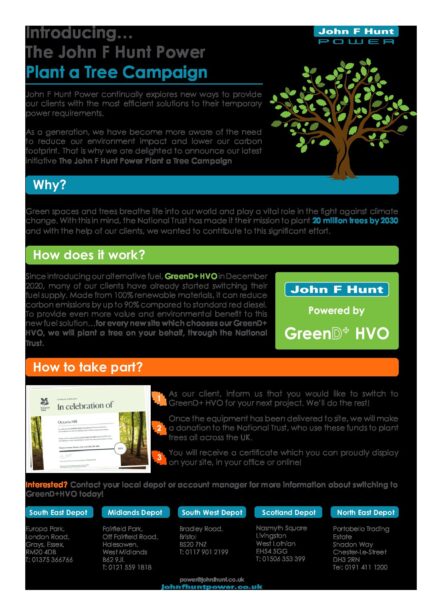 Introducing…
The John F Hunt Power
Plant a Tree Campaign
John F Hunt
POWER
John F Hunt Power continually explores new ways to provide
our clients with the most efficient solutions to their temporary
power requirements.
As a generation, we have become more aware of the need
to reduce our environment impact and lower our carbon
footprint. That is why we are delighted to announce our latest
initiative The John F Hunt Power Plant a Tree Campaign
Why?
Green spaces and trees breathe life into our world and play a vital role in the fight against climate
change. With this in mind, the National Trust has made it their mission to plant 20 million trees by 2030
and with the help of our clients, we wanted to contribute to this significant effort.
How does it work?
Since introducing our alternative fuel, GreenD+ HVO in December
2020, many of our clients have already started switching their
fuel supply. Made from 100% renewable materials, it can reduce
carbon emissions by up to 90% compared to standard red diesel.
To provide even more value and environmental benefit to this
new fuel solution…for every new site which chooses our GreenD+
HVO, we will plant a tree on your behalf, through the National
Trust.
John F Hunt
Powered by
GreenD+ HVO
How to take part?
In celebration of
1 As our client, inform us that you would like to switch to
GreenD+ HVO for your next project. We'll do the rest!
2 Once the equipment has been delivered to site, we will make
a donation to the National Trust, who use these funds to plant
trees all across the UK.
3 You will receive a certificate which you can proudly display
on your site, in your office or online!
Interested? Contact your local depot or account manager for more information about switching to
GreenD+HVO today!
South East Depot
Europa Park,
London Road,
Grays, Essex,
RM20 4DB
T: 01375 366766
Midlands Depot
Fairfield Park,
Off Fairfield Road,
Halesowen,
West Midlands
B62 9JL
T: 0121 559 1818
South West Depot
Bradley Road,
Bristol
BS20 7NZ
T: 0117 901 2199
Scotland Depot
Nasmyth Square
Livingston
West Lothian
EH54 5GG
T: 01506 353 399
North East Depot
Portobello Trading
Estate
Shadon Way
Chester-Le-Street
DH3 2RN
Tel: 0191 411 1200
power@johnfhunt.co.uk
johnfhuntpower.co.uk